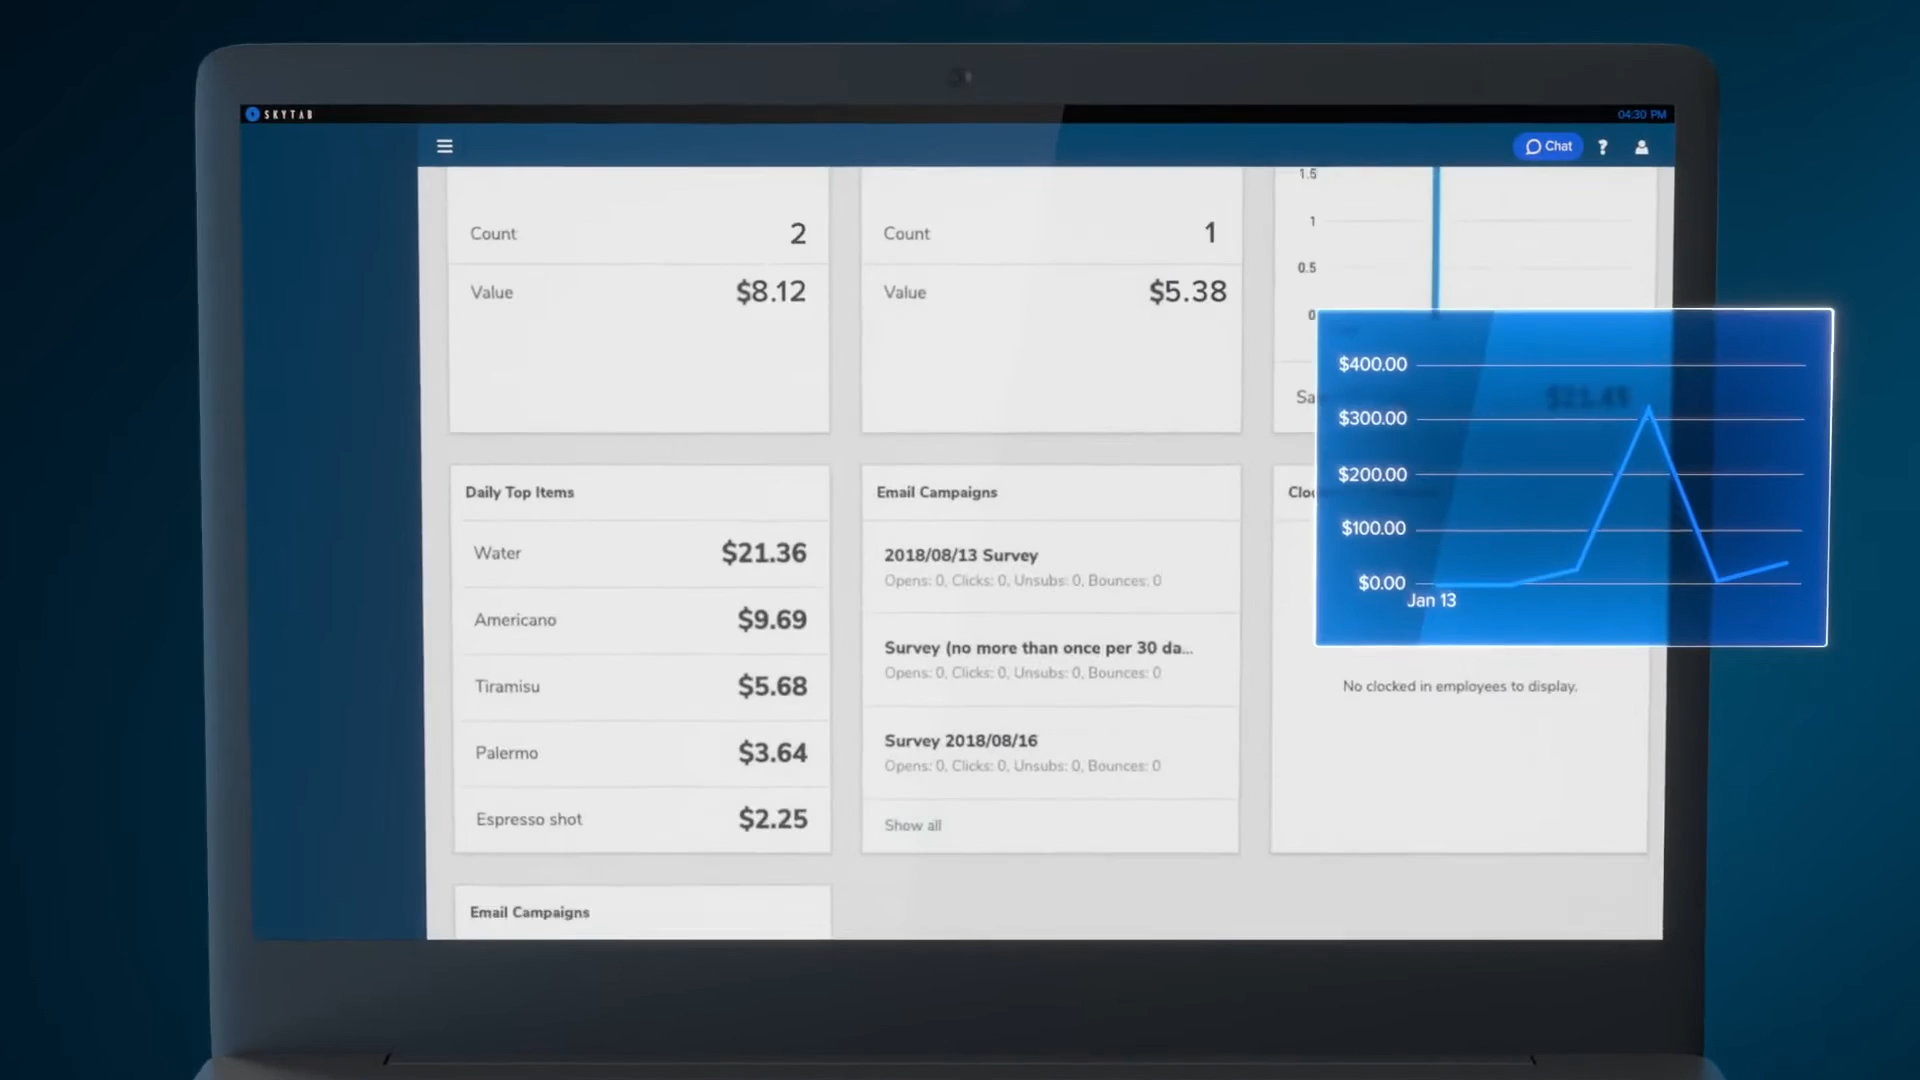 SKYTAB
04:30 PM
Chat
?
Count 2
Value $8.12
Count 1
Value $5.38
1.5
1
0.5
0
Sa
$21.45
$400.00
$300.00
$200.00
$100.00
$0.00
Jan 13
Daily Top Items
Water $21.36
Americano $9.69
Tiramisu $5.68
Palermo $3.64
Espresso shot $2.25
Email Campaigns
2018/08/13 Survey
Opens: 0, Clicks: 0, Unsubs: 0, Bounces: 0
Survey (no more than once per 30 da...
Opens: 0, Clicks: 0, Unsubs: 0, Bounces: 0
Survey 2018/08/16
Opens: 0, Clicks: 0, Unsubs: 0, Bounces: 0
Show all
Clo
No clocked in employees to display.
Email Campaigns